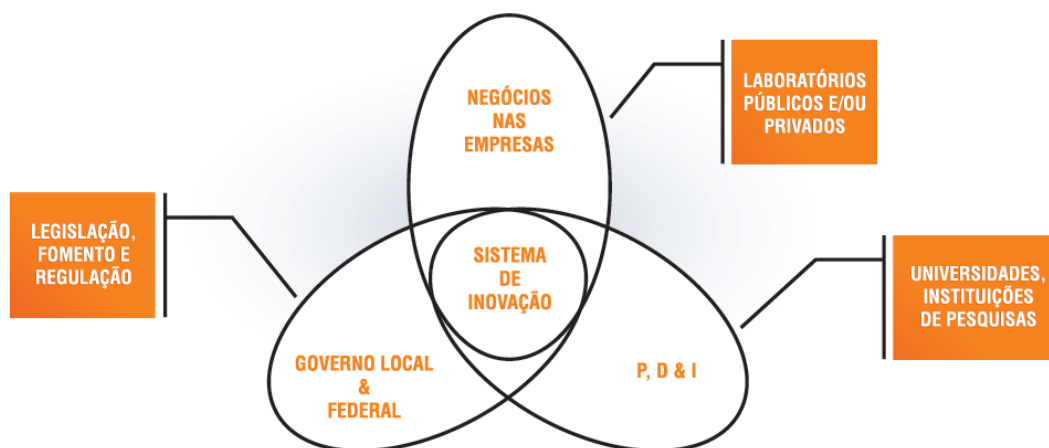 NEGÓCIOS
NAS
EMPRESAS
LABORATÓRIOS
PÚBLICOS E/OU
PRIVADOS
LEGISLAÇÃO,
FOMENTO E
REGULAÇÃO
SISTEMA
DE
INOVAÇÃO
UNIVERSIDADES,
INSTITUIÇÕES
DE PESQUISAS
GOVERNO LOCAL
&
FEDERAL
P, D & I